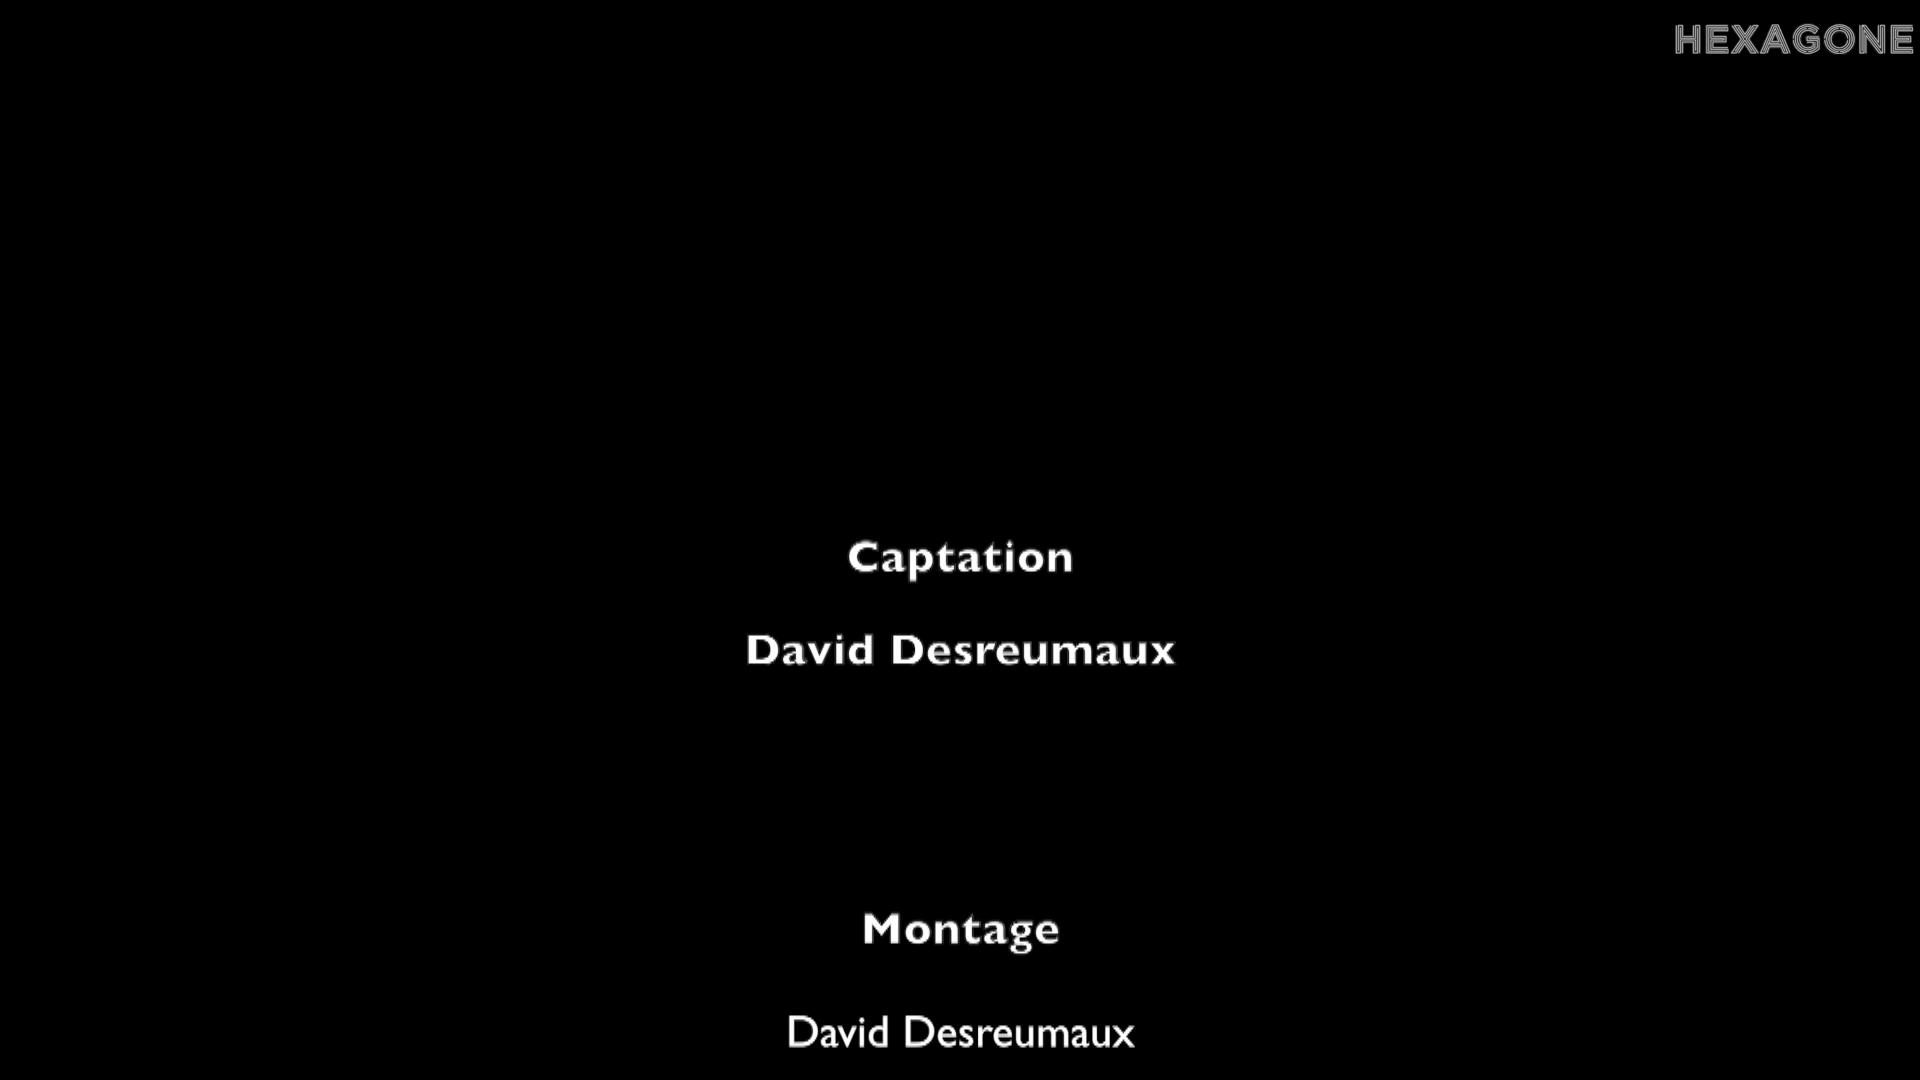 HEXAGONE
Captation
David Desreumaux
Montage
David Desreumaux